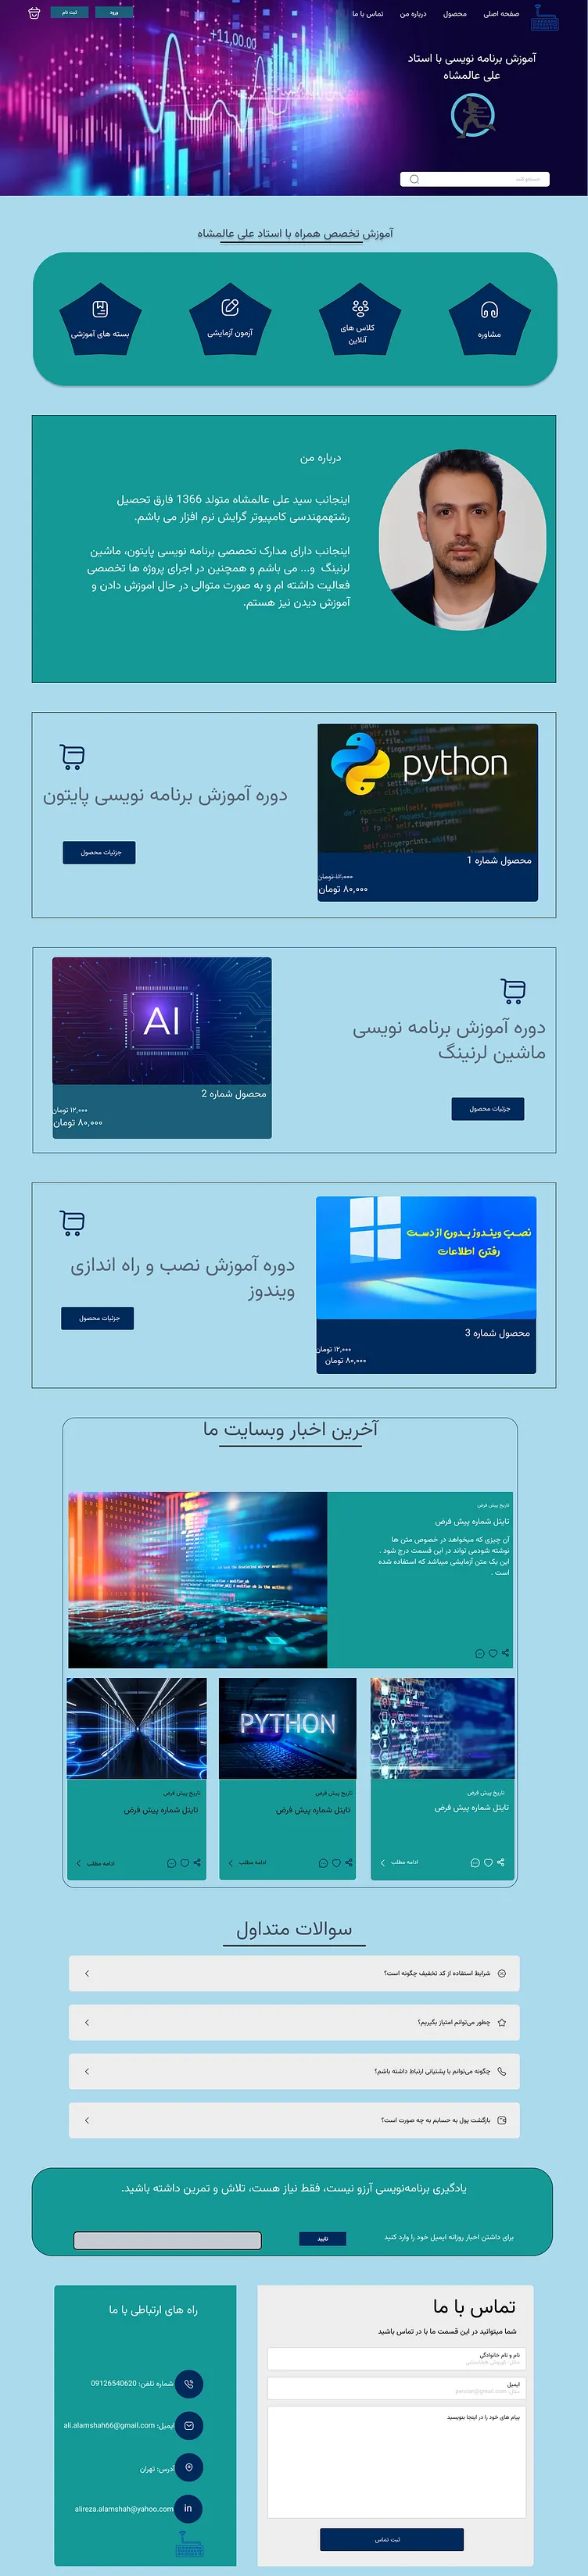 صفحه اصلی
محصول
درباره من
تماس با ما
ورود
ثبت نام
+11,00.00
آموزش برنامه نویسی با استاد
علی عالمشاه
جستجو کنید
آموزش تخصص همراه با استاد علی عالمشاه
مشاوره
کلاس های
آنلاین
آزمون آزمایشی
بسته های آموزشی
درباره من
اینجانب سید علی عالمشاه متولد 1366 فارق تحصیل
رشتهمهندسی کامپیوتر گرایش نرم افزار می باشم.
اینجانب دارای مدارک تخصصی برنامه نویسی پایتون، ماشین
لرنینگ و... می باشم و همچنین در اجرای پروژه ها تخصصی
فعالیت داشته ام و به صورت متوالی در حال اموزش دادن و
آموزش دیدن نیز هستم.
python
محصول شماره 1
۱۲,۰۰۰ تومان
۸۰,۰۰۰ تومان
دوره آموزش برنامه نویسی پایتون
جزئیات محصول
دوره آموزش برنامه نویسی
ماشین لرنینگ
جزئیات محصول
AI
محصول شماره 2
۱۲,۰۰۰ تومان
۸۰,۰۰۰ تومان
نصب ویندوز بدون از دست
رفتن اطلاعات
محصول شماره 3
۱۲,۰۰۰ تومان
۸۰,۰۰۰ تومان
دوره آموزش نصب و راه اندازی
ویندوز
جزئیات محصول
آخرین اخبار وبسایت ما
تاریخ پیش فرض
تایتل شماره پیش فرض
آن چیزی که میخواهد در خصوص متن ها
نوشته شودمی تواند در این قسمت درج شود .
این یک متن آزمایشی میباشد که استفاده شده
است .
تاریخ پیش فرض
تایتل شماره پیش فرض
ادامه مطلب
PYTHON
تاریخ پیش فرض
تایتل شماره پیش فرض
ادامه مطلب
تاریخ پیش فرض
تایتل شماره پیش فرض
ادامه مطلب
سوالات متداول
شرایط استفاده از کد تخفیف چگونه است؟
چطور می‌توانم امتیاز بگیریم؟
چگونه می‌توانم با پشتیبانی ارتباط داشته باشم؟
بازگشت پول به حسابم به چه صورت است؟
یادگیری برنامه‌نویسی آرزو نیست، فقط نیاز هست، تلاش و تمرین داشته باشید.
برای داشتن اخبار روزانه ایمیل خود را وارد کنید
تایید
تماس با ما
شما میتوانید در این قسمت ما با در تماس باشید
نام و نام خانوادگی
ایمیل
پیام های خود را در اینجا بنویسید
ثبت تماس
راه های ارتباطی با ما
شماره تلفن: 09126540620
ایمیل: ali.alamshah66@gmail.com
آدرس: تهران
in
alireza.alamshah@yahoo.com